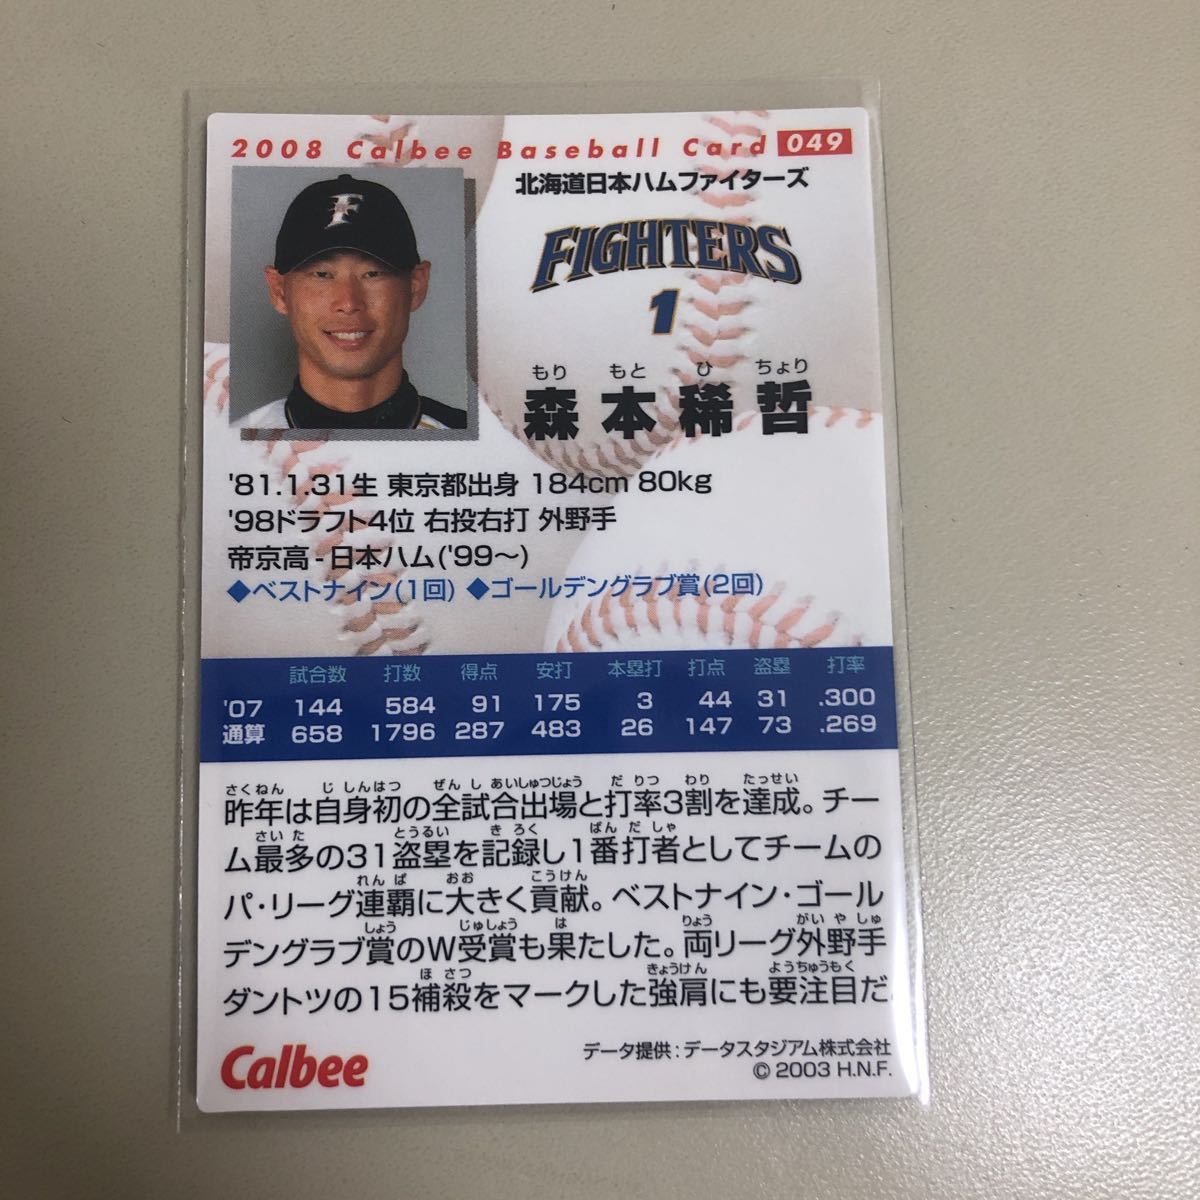 2008 Calbee Baseball Card 049
北海道日本ハムファイターズ
F
FIGHTERS
1
もり もと ひ ちょり
森本稀哲
'81.1.31生 東京都出身 184cm 80kg
'98ドラフト4位 右投右打 外野手
帝京高-日本ハム('99〜)
◆ベストナイン(1回) ◆ゴールデングラブ賞(2回)
試合数 打数 得点 安打 本塁打 打点 盗塁 打率
'07 144 584 91 175 3 44 31 .300
通算 658 1796 287 483 26 147 73 .269
さくねん じ しんはつ ぜん し あいしゅつじょう だ りつ わり たっせい
昨年は自身初の全試合出場と打率3割を達成。チー
さい た とうるい き ろく ばん だ しゃ
ム最多の31盗塁を記録し1番打者としてチームの
れん ぱ おお こうけん
パ・リーグ連覇に大きく貢献。ベストナイン・ゴール
しょう じゅしょう は りょう がい や しゅ
デングラブ賞のW受賞も果たした。両リーグ外野手
ほ さつ きょうけん ようちゅうもく
ダントツの15補殺をマークした強肩にも要注目だ。
Calbee
データ提供：データスタジアム株式会社
© 2003 H.N.F.